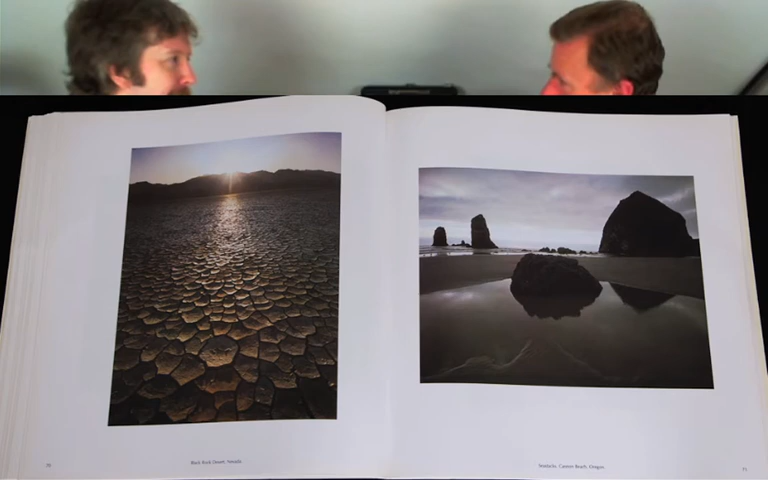 Black Rock Desert, Nevada.
Seastacks, Cannon Beach, Oregon.